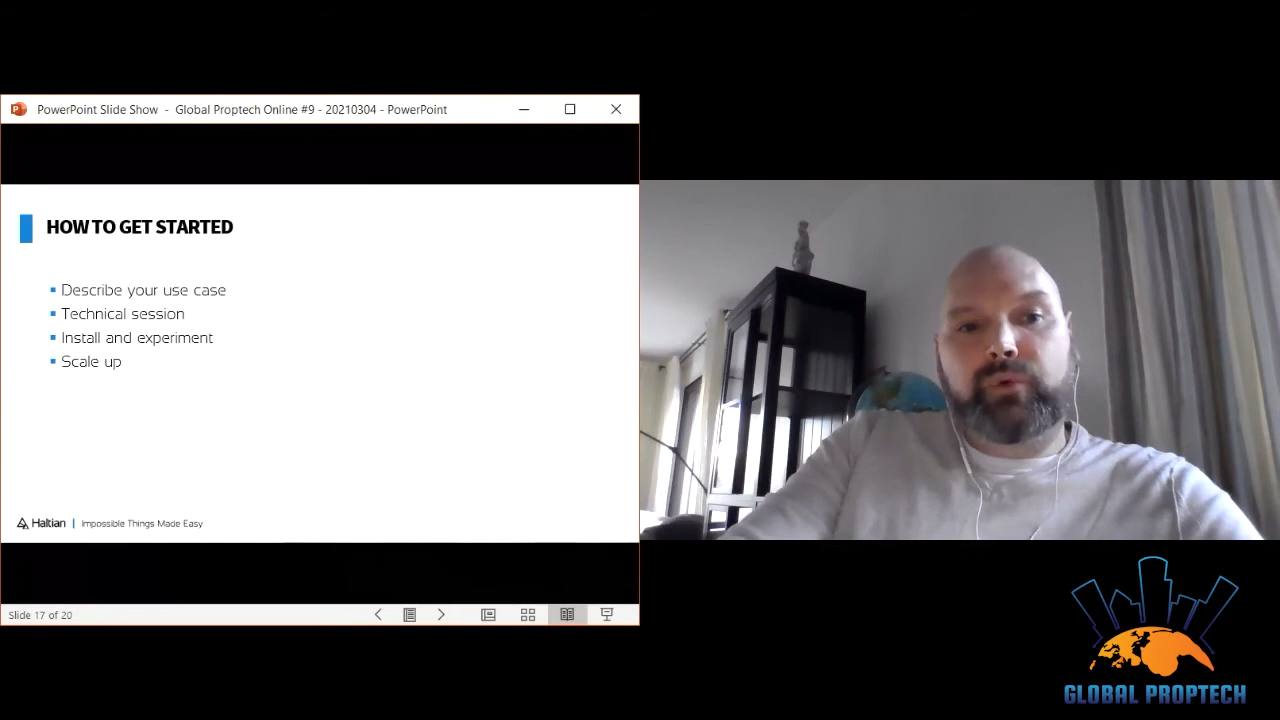 PowerPoint Slide Show - Global Proptech Online #9 - 20210304 - PowerPoint
HOW TO GET STARTED
Describe your use case
Technical session
Install and experiment
Scale up
Haltian | Impossible Things Made Easy
Slide 17 of 20
GLOBAL PROPTECH